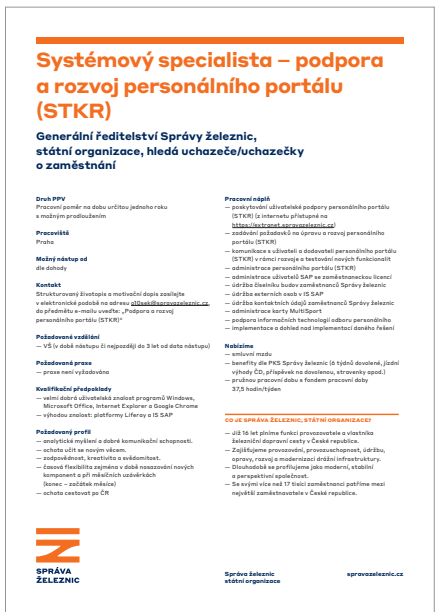 Systémový specialista – podpora
a rozvoj personálního portálu
(STKR)
Generální ředitelství Správy železnic,
státní organizace, hledá uchazeče/uchazečky
o zaměstnání
Druh PPV
Pracovní poměr na dobu určitou jednoho roku
s možným prodloužením
Pracoviště
Praha
Možný nástup od
dle dohody
Kontakt
Strukturovaný životopis a motivační dopis zasílejte
v elektronické podobě na adresu o10sek@spravazeleznic.cz,
do předmětu e-mailu uveďte: „Podpora a rozvoj
personálního portálu (STKR)“
Požadované vzdělání
— VŠ (v době nástupu či nejpozději do 3 let od data nástupu)
Požadovaná praxe
— praxe není vyžadována
Kvalifikační předpoklady
— velmi dobrá uživatelská znalost programů Windows,
Microsoft Office, Internet Explorer a Google Chrome
— výhodou znalost: platformy Liferay a IS SAP
Požadovaný profil
— analytické myšlení a dobré komunikační schopnosti.
— ochota učit se novým věcem.
— zodpovědnost, kreativita a svědomitost.
— časová flexibilita zejména v době nasazování nových
komponent a při měsíčních uzávěrkách
(konec – začátek měsíce)
— ochota cestovat po ČR
Pracovní náplň
— poskytování uživatelské podpory personálního portálu
(STKR) (z internetu přístupné na
https://extranet.spravazeleznic.cz)
— zadávání požadavků na úpravu a rozvoj personálního
portálu (STKR)
— komunikace s uživateli a dodavateli personálního portálu
(STKR) v rámci rozvoje a testování nových funkcionalit
— administrace personálního portálu (STKR)
— administrace uživatelů SAP se zaměstnaneckou licencí
— údržba číselníku budov zaměstnanců Správy železnic
— údržba externích osob v IS SAP
— údržba kontaktních údajů zaměstnanců Správy železnic
— administrace karty MultiSport
— podpora informačních technologií odboru personálního
— implementace a dohled nad implementací daného řešení
Nabízíme
— smluvní mzdu
— benefity dle PKS Správy železnic (6 týdnů dovolené, jízdní
výhody ČD, příspěvek na dovolenou, stravenky apod.)
— pružnou pracovní dobu s fondem pracovní doby
37,5 hodin/týden
CO JE SPRÁVA ŽELEZNIC, STÁTNÍ ORGANIZACE?
— Již 16 let plníme funkci provozovatele a vlastníka
železniční dopravní cesty v České republice.
— Zajišťujeme provozování, provozuschopnost, údržbu,
opravy, rozvoj a modernizaci drážní infrastruktury.
— Dlouhodobě se profilujeme jako moderní, stabilní
a perspektivní společnost.
— Se svými více než 17 tisíci zaměstnanci patříme mezi
největší zaměstnavatele v České republice.
SPRÁVA
ŽELEZNIC
Správa železnic
státní organizace
spravazeleznic.cz